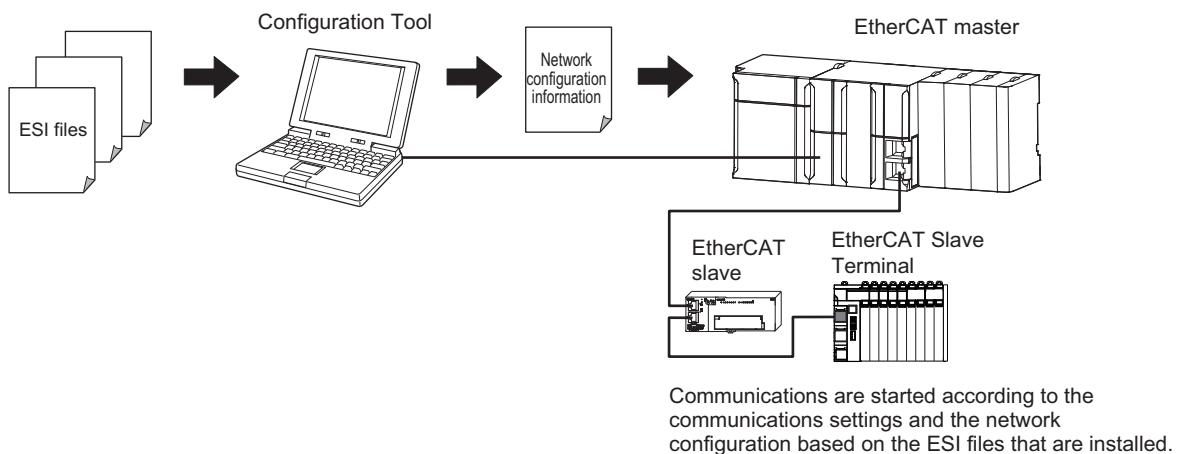 Configuration Tool
EtherCAT master
ESI files
Network
configuration
information
EtherCAT
slave
EtherCAT Slave
Terminal
Communications are started according to the
communications settings and the network
configuration based on the ESI files that are installed.